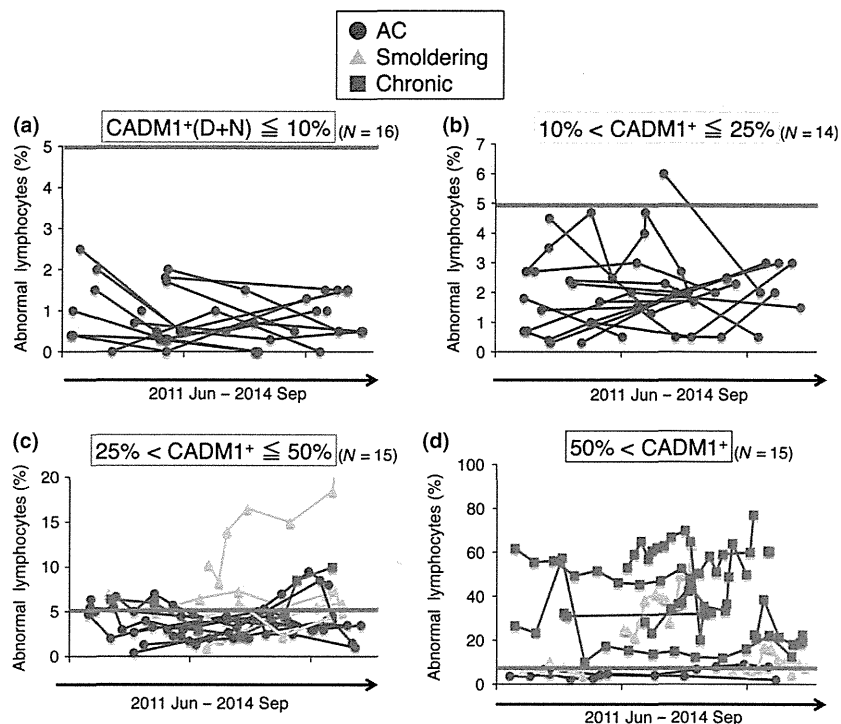 AC
Smoldering
Chronic
(a) CADM1⁺(D+N) ≦ 10% (N = 16)
Abnormal lymphocytes (%)
5
4
3
2
1
0
2011 Jun – 2014 Sep
(b) 10% < CADM1⁺ ≦ 25% (N = 14)
Abnormal lymphocytes (%)
7
6
5
4
3
2
1
0
2011 Jun – 2014 Sep
(c) 25% < CADM1⁺ ≦ 50% (N = 15)
Abnormal lymphocytes (%)
20
15
10
5
0
2011 Jun – 2014 Sep
(d) 50% < CADM1⁺ (N = 15)
Abnormal lymphocytes (%)
100
80
60
40
20
0
2011 Jun – 2014 Sep